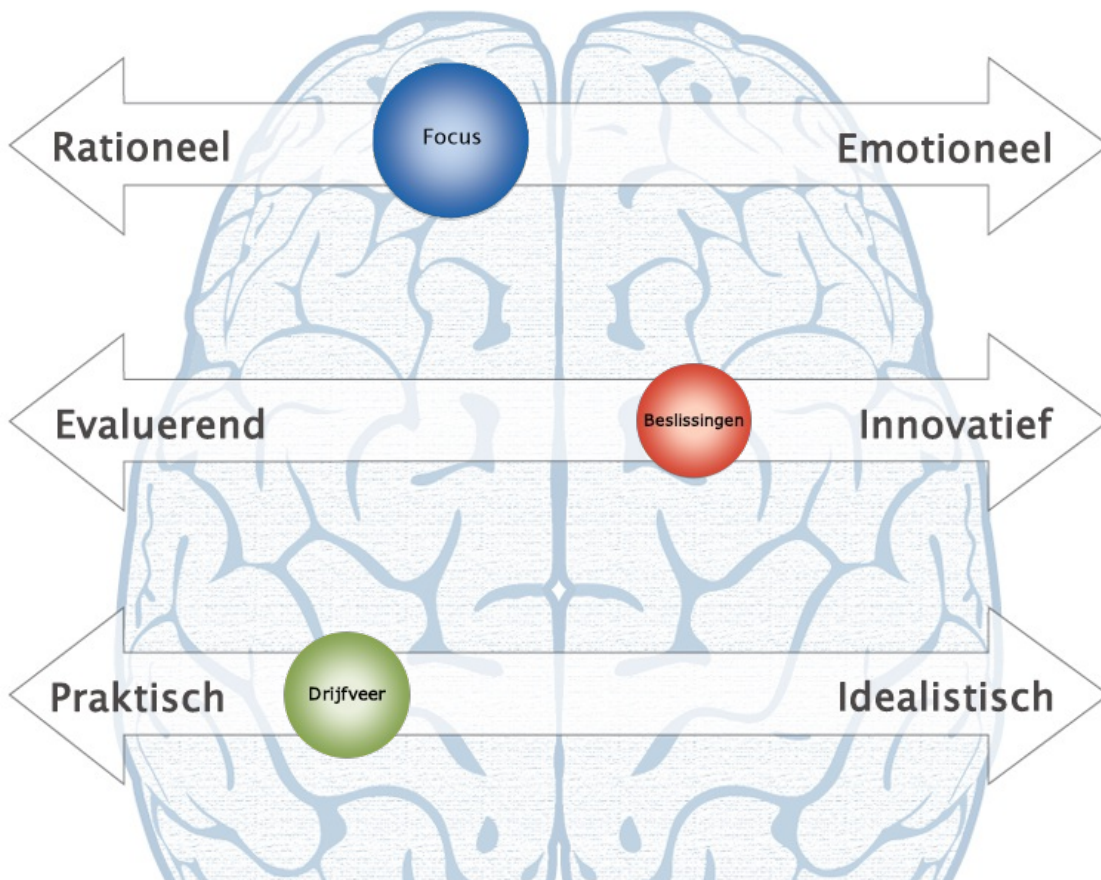 Rationeel
Focus
Emotioneel
Evaluerend
Beslissingen
Innovatief
Praktisch
Drijfveer
Idealistisch